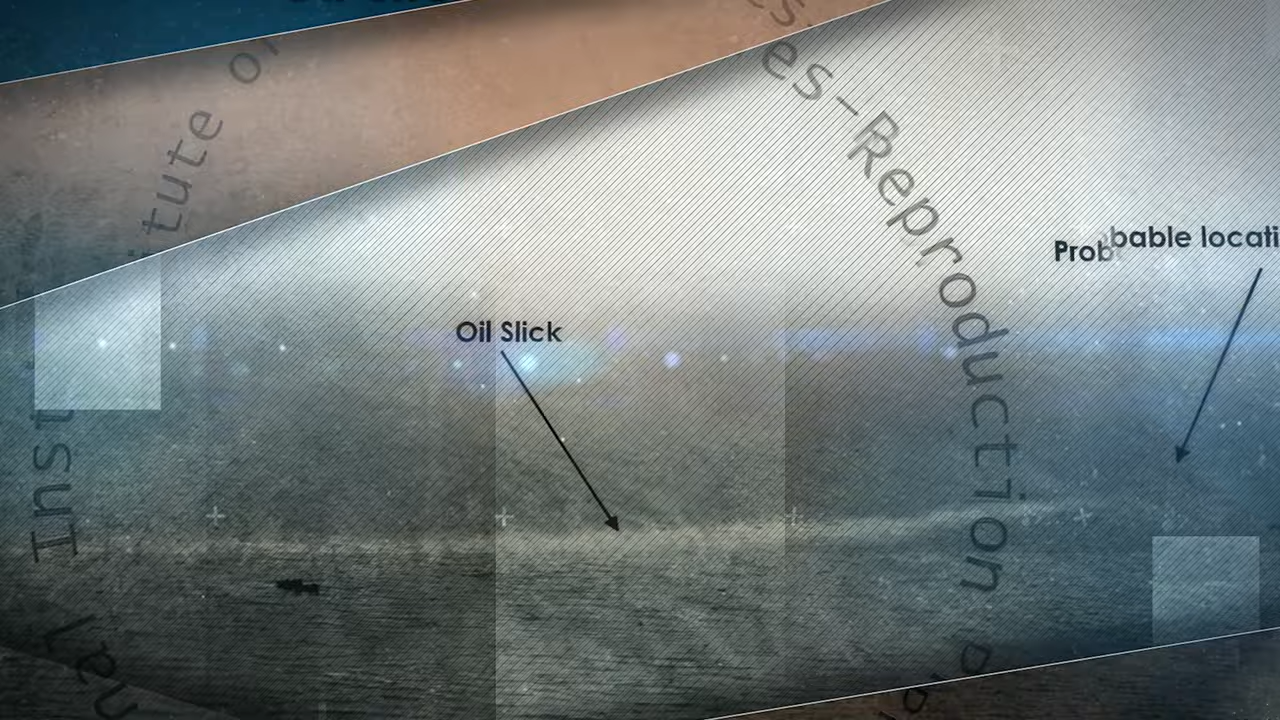 Oil Slick
Probable locati
Inst tute o
es-Reproduction